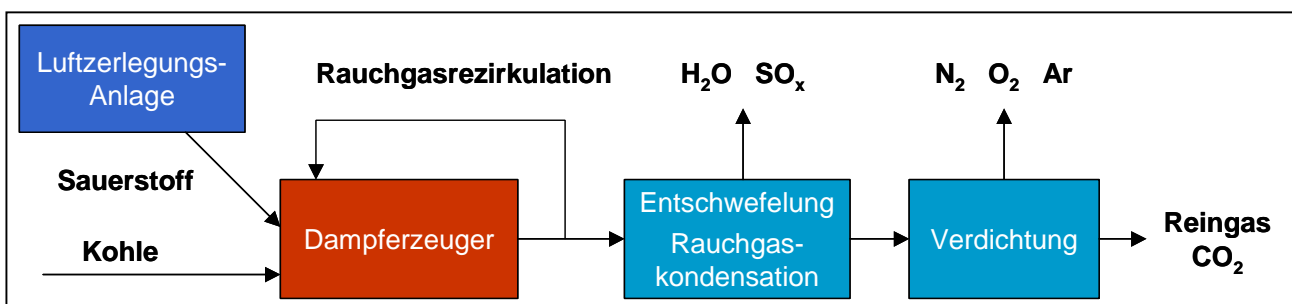 Luftzerlegungs-
Anlage
Rauchgasrezirkulation
H₂O SOₓ
N₂ O₂ Ar
Sauerstoff
Kohle
Dampferzeuger
Entschwefelung
Rauchgas-
kondensation
Verdichtung
Reingas
CO₂